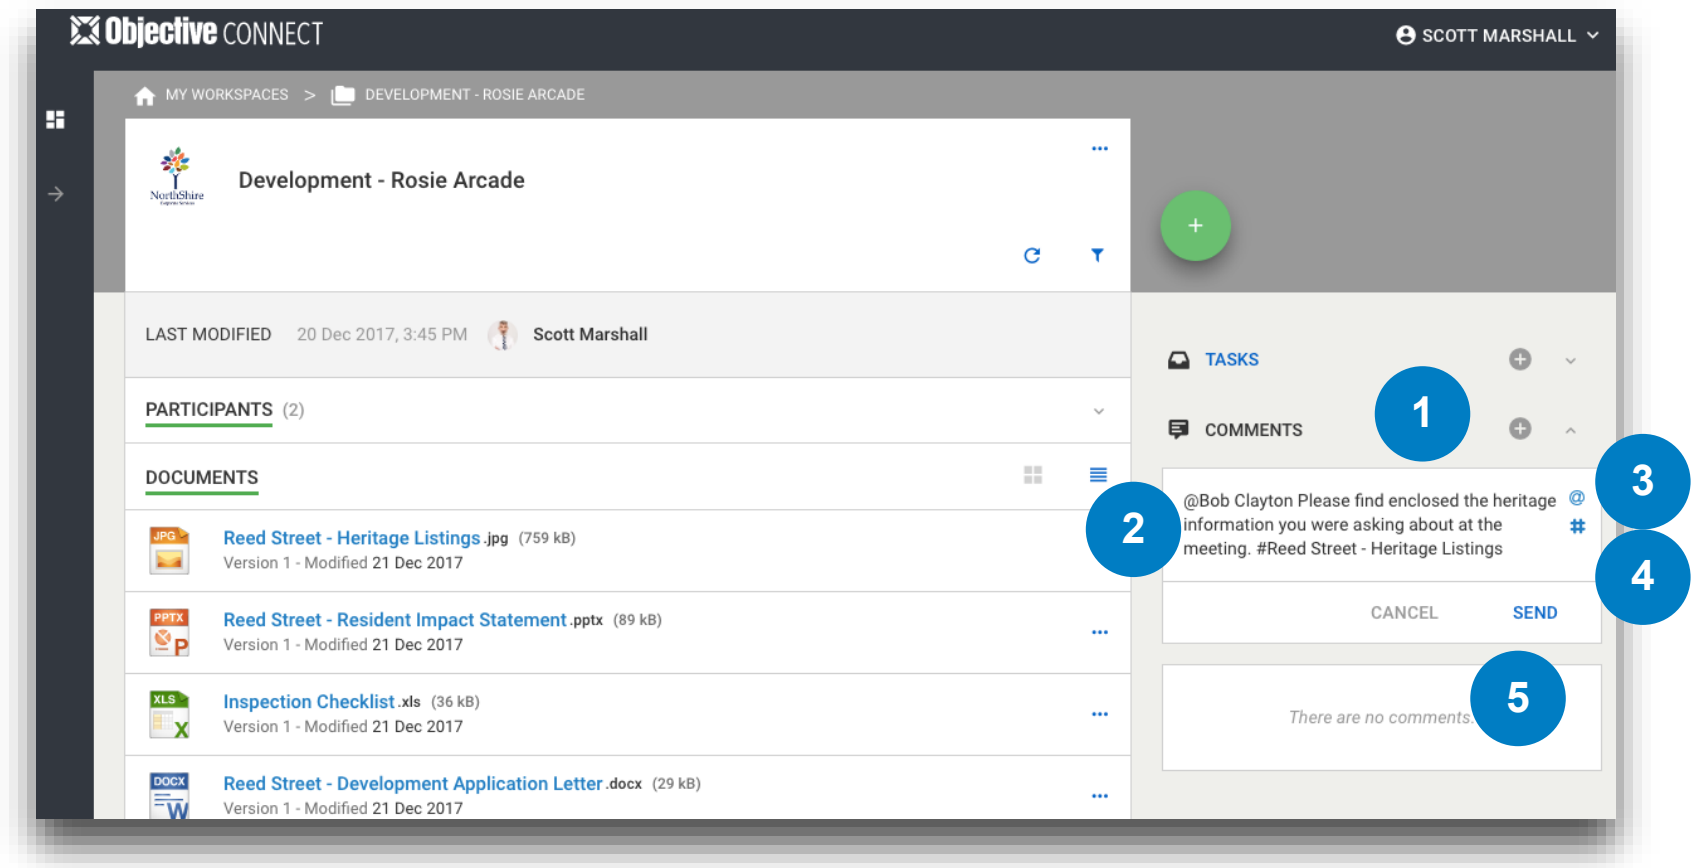 Objective CONNECT
SCOTT MARSHALL
MY WORKSPACES > DEVELOPMENT - ROSIE ARCADE
NorthShire
Development - Rosie Arcade
LAST MODIFIED 20 Dec 2017, 3:45 PM Scott Marshall
PARTICIPANTS (2)
DOCUMENTS
JPG
Reed Street - Heritage Listings.jpg (759 kB)
Version 1 - Modified 21 Dec 2017
PPTX
P
Reed Street - Resident Impact Statement.pptx (89 kB)
Version 1 - Modified 21 Dec 2017
XLS
X
Inspection Checklist.xls (36 kB)
Version 1 - Modified 21 Dec 2017
DOCX
W
Reed Street - Development Application Letter.docx (29 kB)
Version 1 - Modified 21 Dec 2017
TASKS
1
COMMENTS
2
@Bob Clayton Please find enclosed the heritage
information you were asking about at the
meeting. #Reed Street - Heritage Listings
@
#
3
4
CANCEL SEND
5
There are no comments.